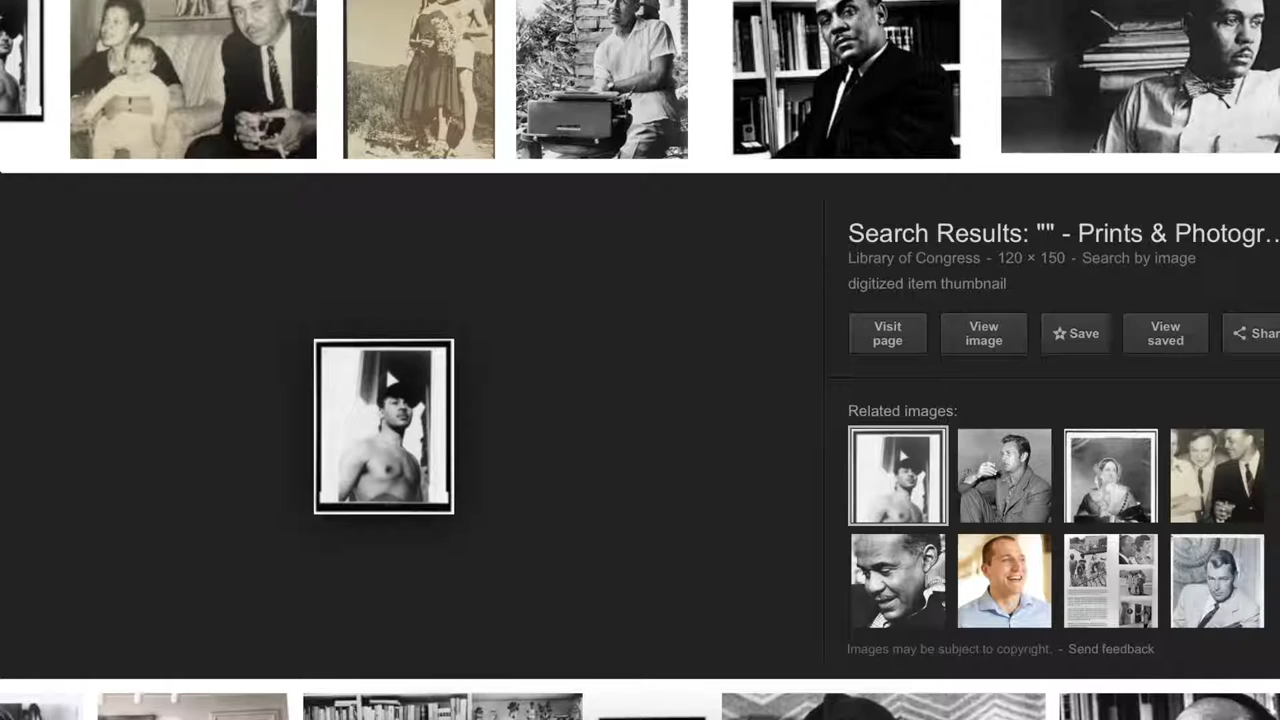 Search Results: "" - Prints & Photogr...
Library of Congress - 120 × 150 - Search by image
digitized item thumbnail
Visit page
View image
Save
View saved
Shar
Related images:
Images may be subject to copyright. - Send feedback